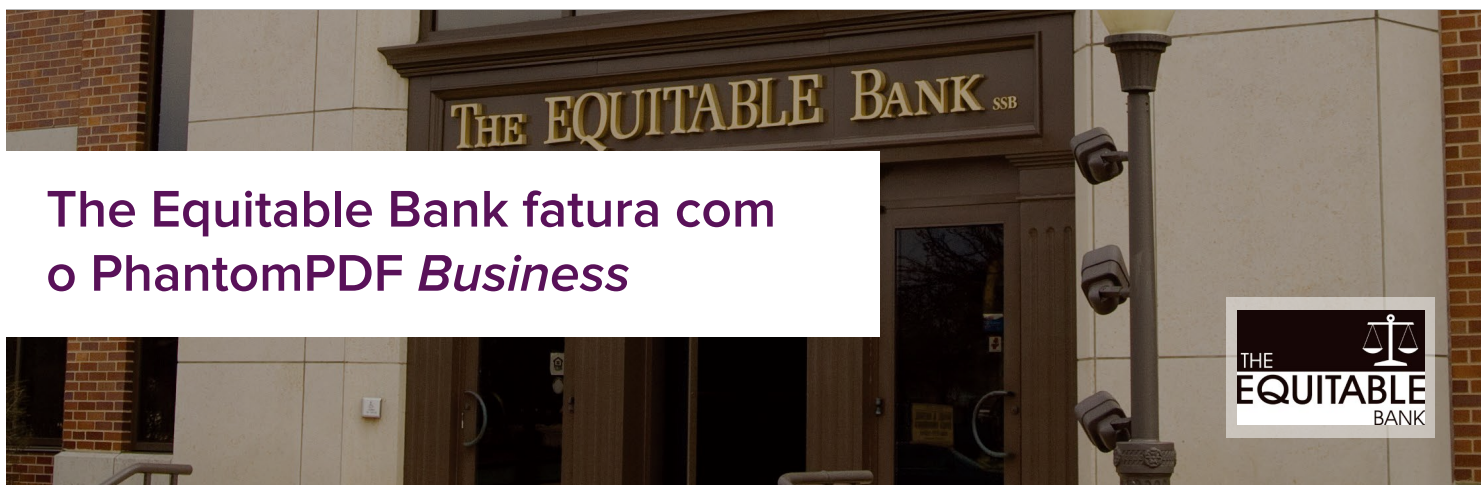 THE EQUITABLE BANK SSB
The Equitable Bank fatura com
o PhantomPDF Business
THE
EQUITABLE
BANK